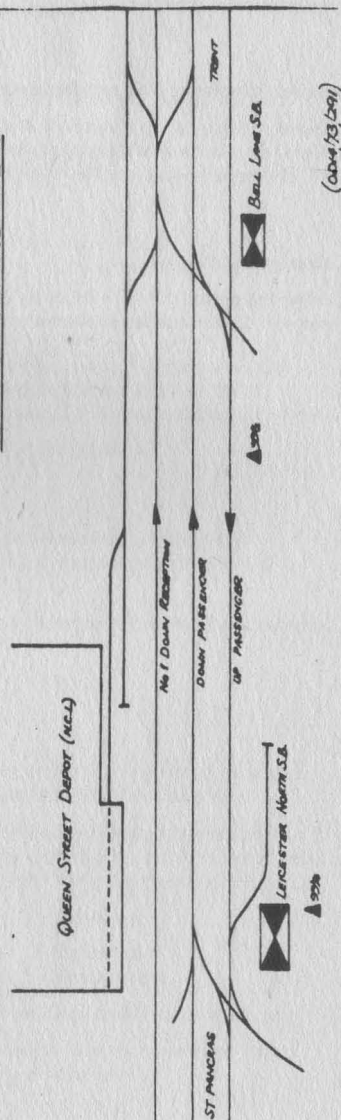 QUEEN STREET DEPOT (N.C.L)
No 1 DOWN RECEPTION
DOWN PASSENGER
UP PASSENGER
TRENT
BELL LANE S.B.
ST PANCRAS
LEICESTER NORTH S.B.